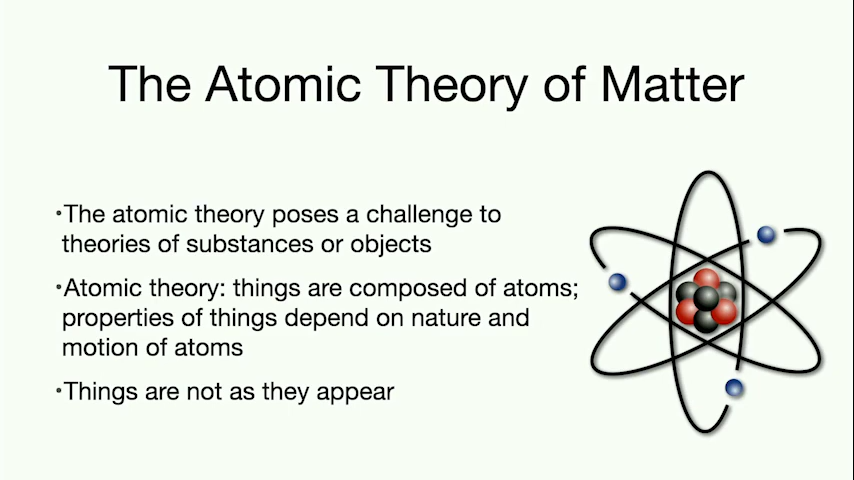 The Atomic Theory of Matter
•The atomic theory poses a challenge to
theories of substances or objects
•Atomic theory: things are composed of atoms;
properties of things depend on nature and
motion of atoms
•Things are not as they appear